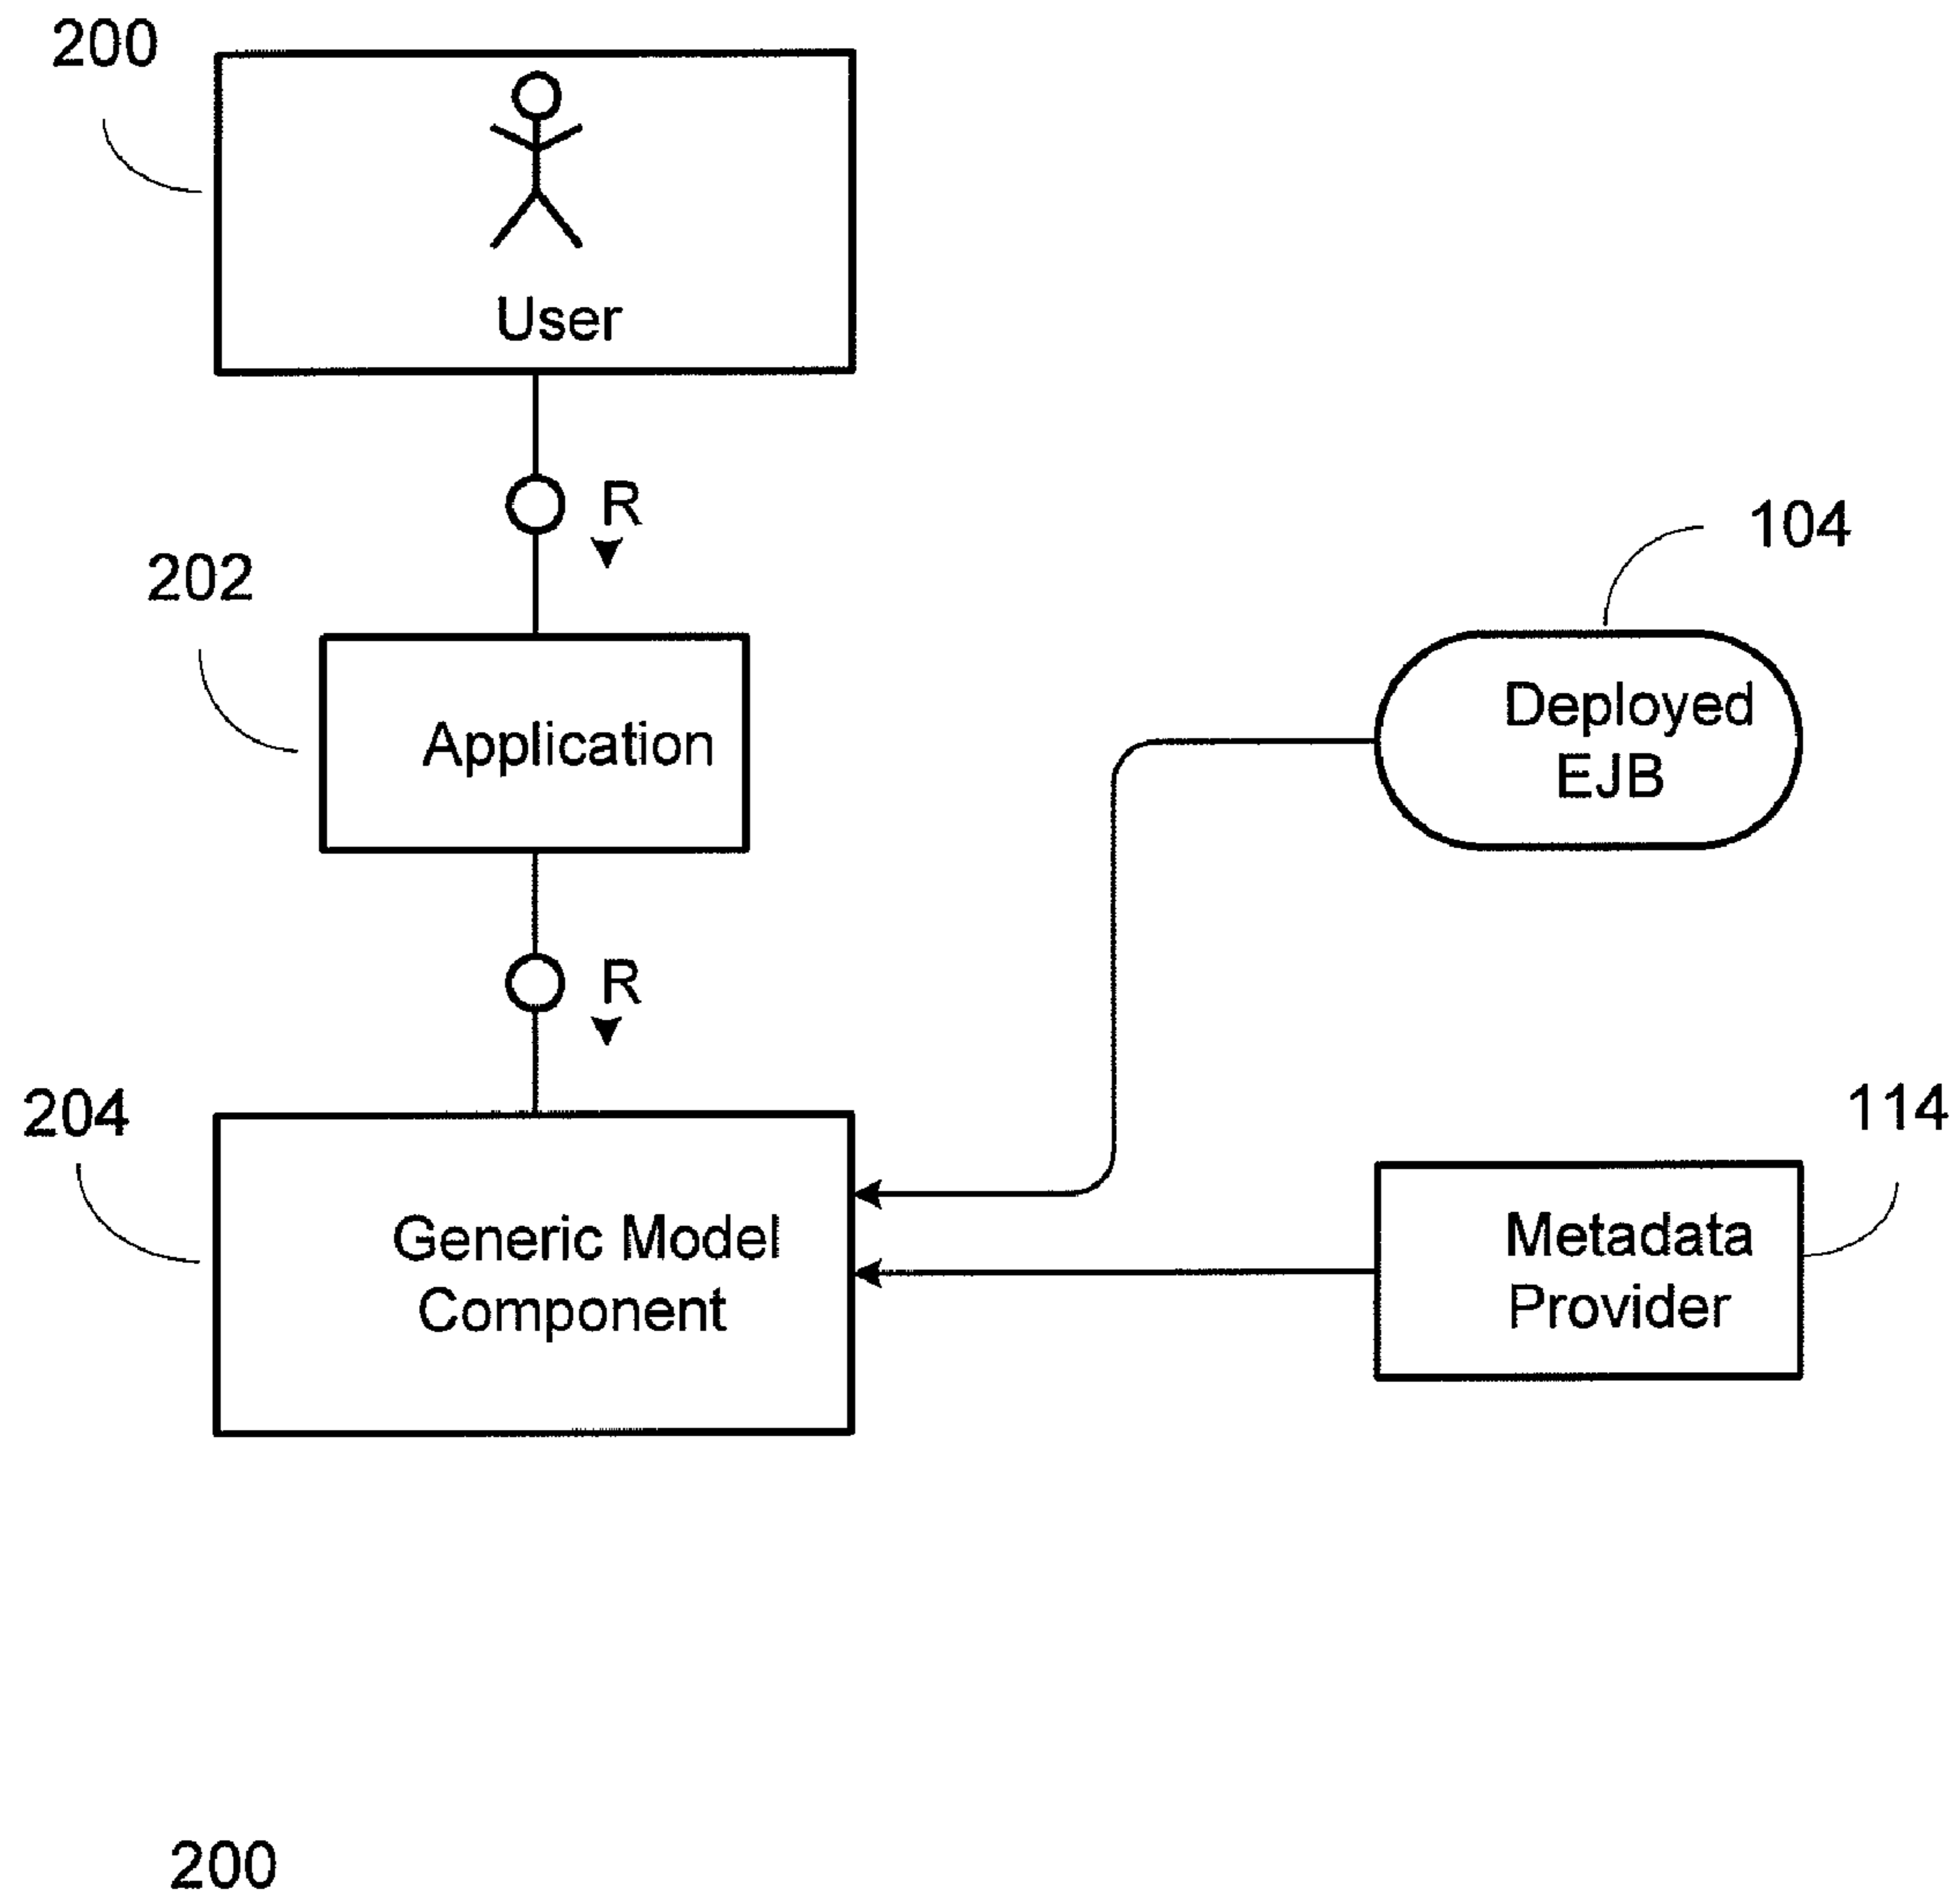 200
User
R
202
104
Application
Deployed
EJB
R
204
114
Generic Model
Component
Metadata
Provider
200